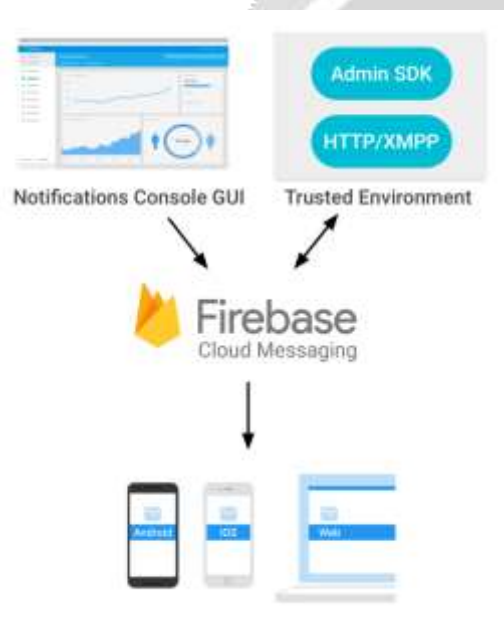 Admin SDK
HTTP/XMPP
Notifications Console GUI
Trusted Environment
Firebase
Cloud Messaging
Android
IOS
Web